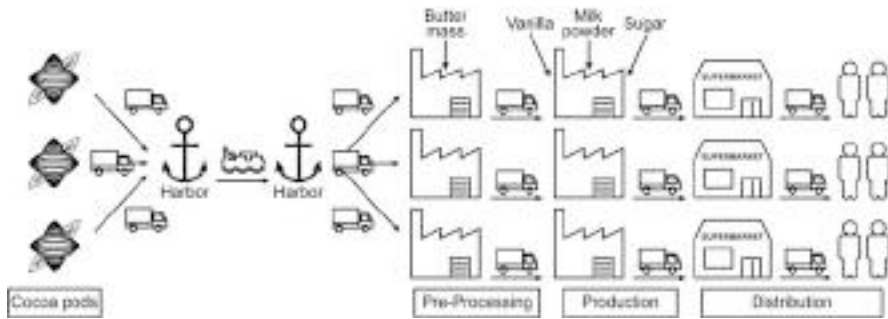 Butter
mass
Vanilla
Milk
powder
Sugar
SUPERMARKET
Harbor
Harbor
SUPERMARKET
SUPERMARKET
Cocoa pods
Pre-Processing
Production
Distribution